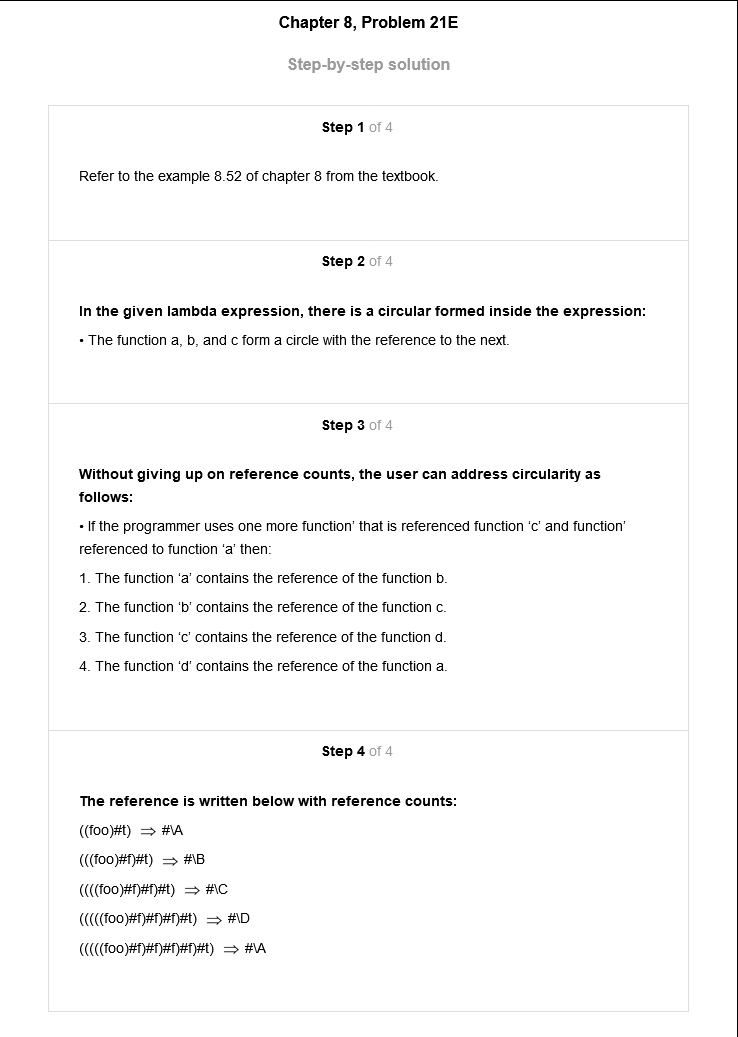 Chapter 8, Problem 21E
Step-by-step solution
Step 1 of 4
Refer to the example 8.52 of chapter 8 from the textbook.
Step 2 of 4
In the given lambda expression, there is a circular formed inside the expression:
• The function a, b, and c form a circle with the reference to the next.
Step 3 of 4
Without giving up on reference counts, the user can address circularity as
follows:
• If the programmer uses one more function’ that is referenced function ‘c’ and function’
referenced to function ‘a’ then:
1. The function ‘a’ contains the reference of the function b.
2. The function ‘b’ contains the reference of the function c.
3. The function ‘c’ contains the reference of the function d.
4. The function ‘d’ contains the reference of the function a.
Step 4 of 4
The reference is written below with reference counts:
((foo)#t) ⇒ #\A
(((foo)#f)#t) ⇒ #\B
((((foo)#f)#f)#t) ⇒ #\C
(((((foo)#f)#f)#f)#t) ⇒ #\D
(((((foo)#f)#f)#f)#f)#t) ⇒ #\A